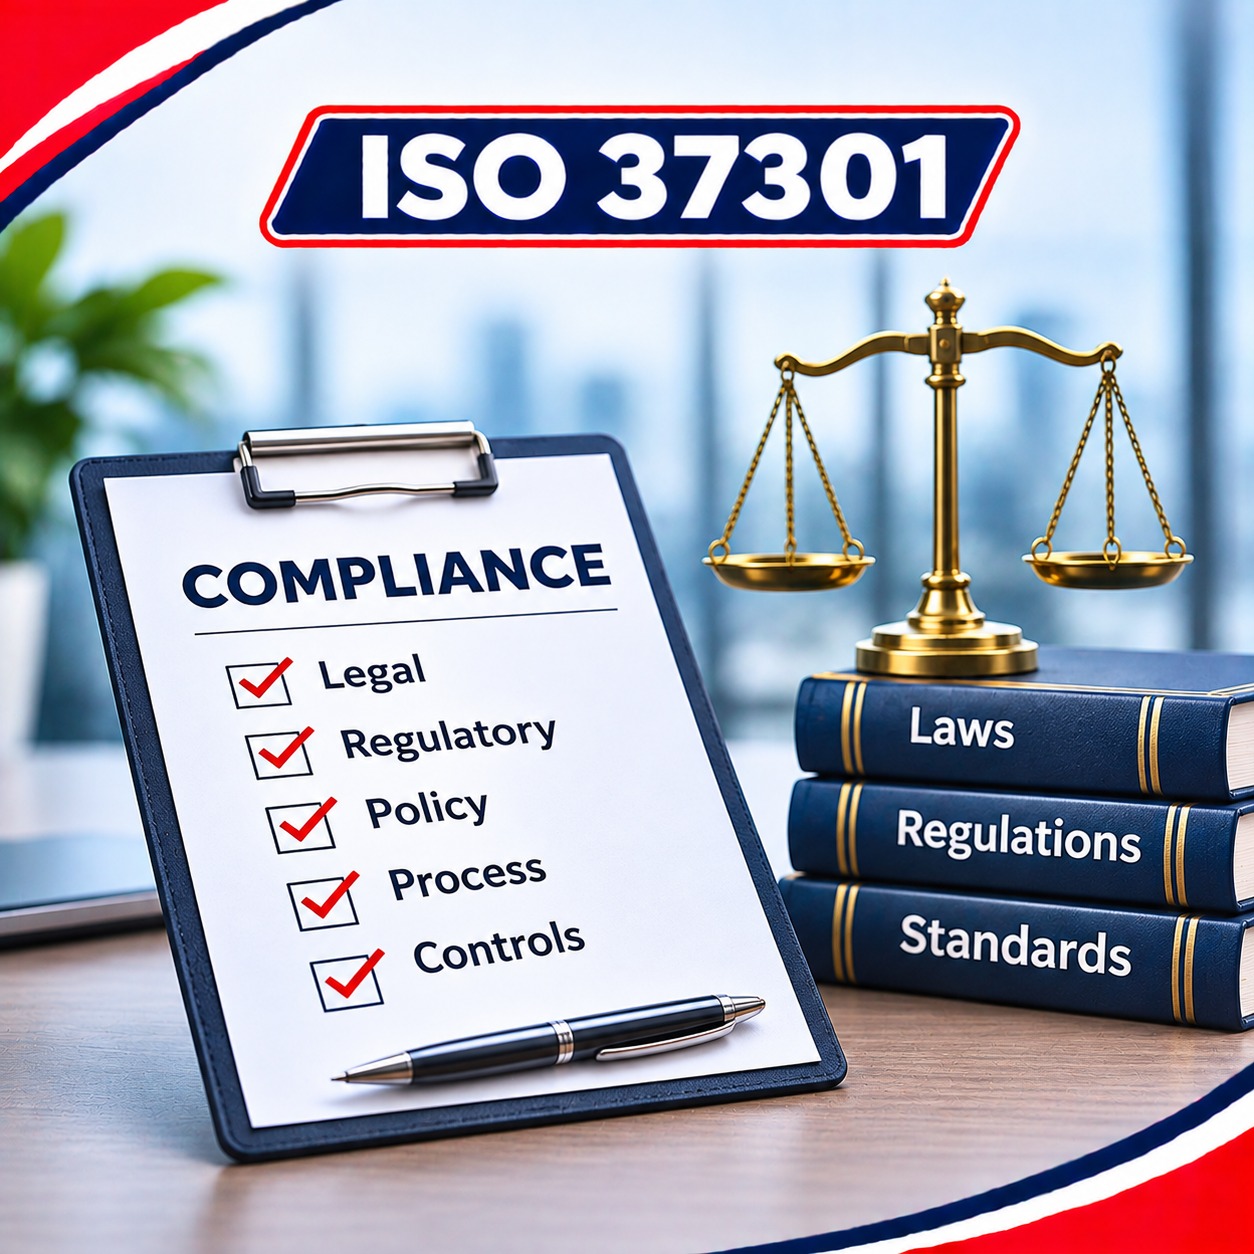 ISO 37301
COMPLIANCE
Legal
Regulatory
Policy
Process
Controls
Laws
Regulations
Standards